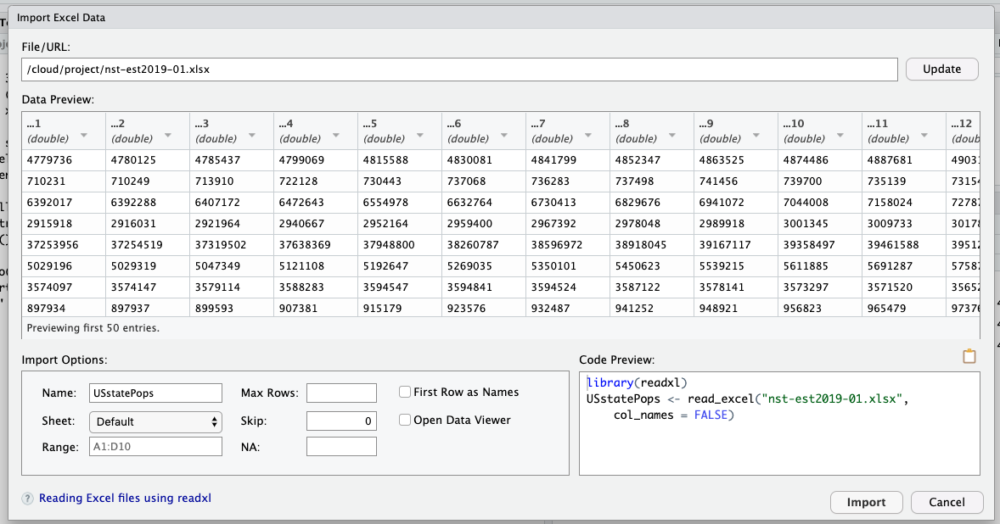 Import Excel Data
File/URL:
/cloud/project/nst-est2019-01.xlsx
Update
Data Preview:
...1 ...2 ...3 ...4 ...5 ...6 ...7 ...8 ...9 ...10 ...11 ...12
(double) (double) (double) (double) (double) (double) (double) (double) (double) (double) (double) (doub
4779736 4780125 4785437 4799069 4815588 4830081 4841799 4852347 4863525 4874486 4887681 4903
710231 710249 713910 722128 730443 737068 736283 737498 741456 739700 735139 7315
6392017 6392288 6407172 6472643 6554978 6632764 6730413 6829676 6941072 7044008 7158024 7278
2915918 2916031 2921964 2940667 2952164 2959400 2967392 2978048 2989918 3001345 3009733 3017
37253956 37254519 37319502 37638369 37948800 38260787 38596972 38918045 39167117 39358497 39461588 3951
5029196 5029319 5047349 5121108 5192647 5269035 5350101 5450623 5539215 5611885 5691287 5758
3574097 3574147 3579114 3588283 3594547 3594841 3594524 3587122 3578141 3573297 3571520 3565
897934 897937 899593 907381 915179 923576 932487 941252 948921 956823 965479 9737
Previewing first 50 entries.
Import Options:
Name: USstatePops Max Rows: First Row as Names
Sheet: Default Skip: 0 Open Data Viewer
Range: A1:D10 NA:
Code Preview:
library(readxl)
USstatePops <- read_excel("nst-est2019-01.xlsx",
col_names = FALSE)
? Reading Excel files using readxl
Import
Cancel